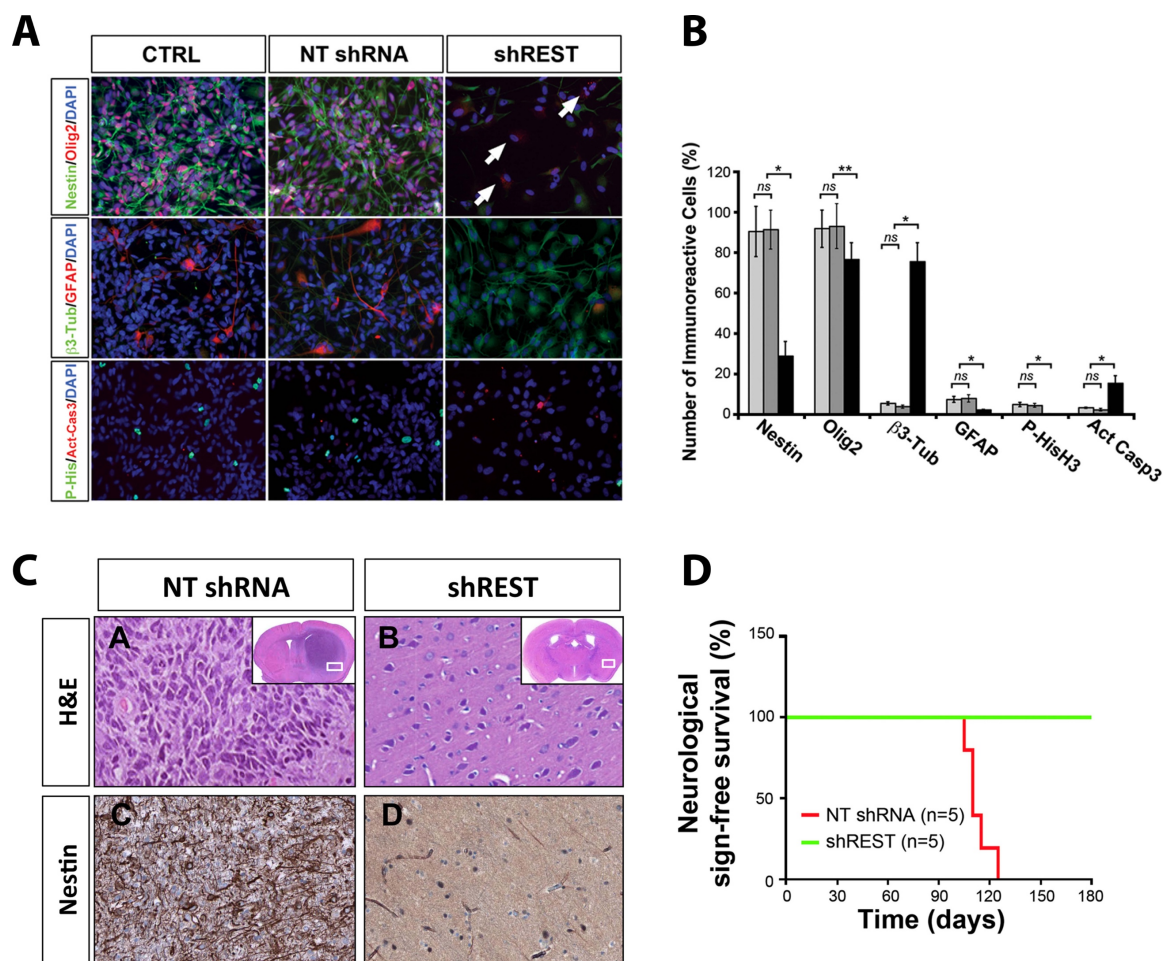 A
CTRL
NT shRNA
shREST
Nestin/Olig2/DAPI
β3-Tub/GFAP/DAPI
P-His/Act-Cas3/DAPI
B
Number of Immunoreactive Cells (%)
120
100
80
60
40
20
0
ns
*
ns
**
ns
*
ns
*
ns
*
ns
*
Nestin
Olig2
β3-Tub
GFAP
P-HisH3
Act Casp3
C
NT shRNA
shREST
H&E
A
B
Nestin
C
D
D
Neurological
sign-free survival (%)
150
100
50
0
NT shRNA (n=5)
shREST (n=5)
0 30 60 90 120 150 180
Time (days)